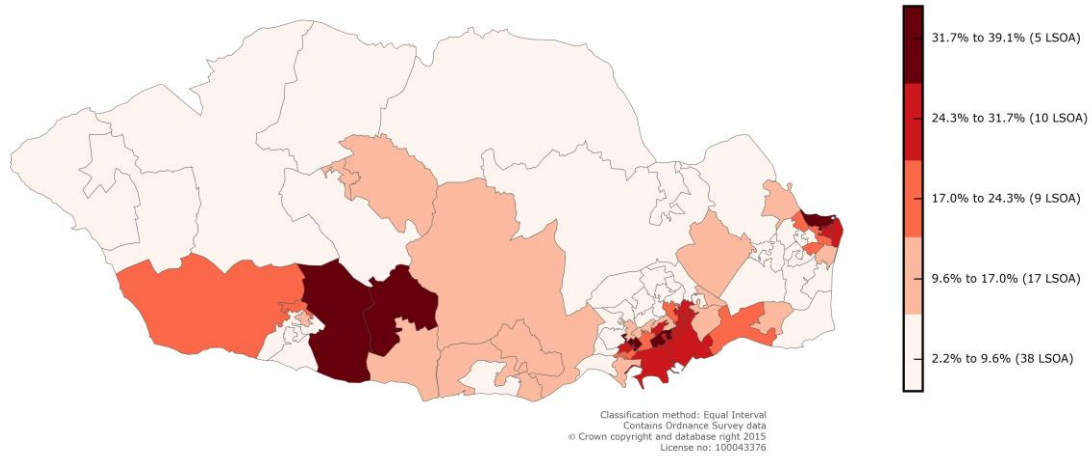 31.7% to 39.1% (5 LSOA)
24.3% to 31.7% (10 LSOA)
17.0% to 24.3% (9 LSOA)
9.6% to 17.0% (17 LSOA)
2.2% to 9.6% (38 LSOA)
Classification method: Equal Interval
Contains Ordnance Survey data
© Crown copyright and database right 2015
License no: 100043376